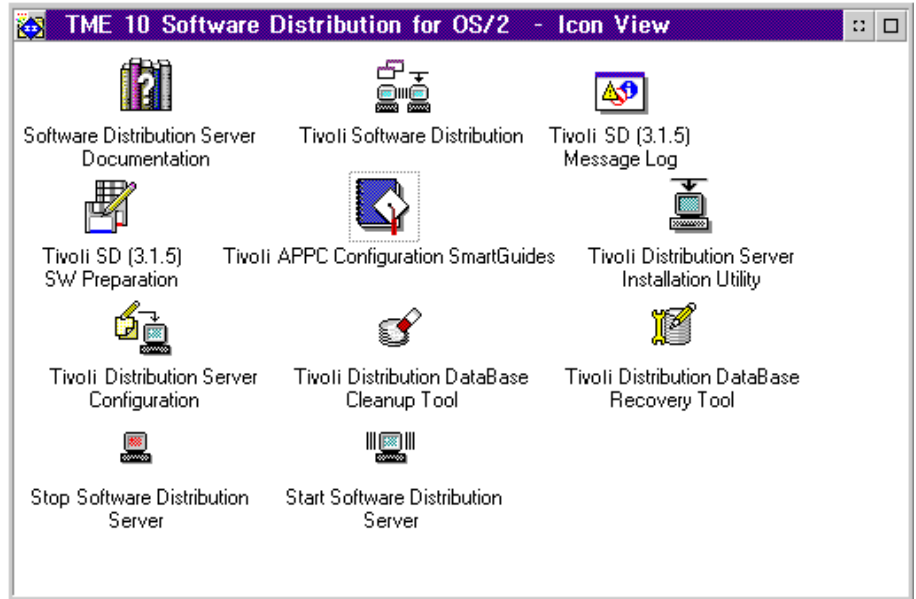 TME 10 Software Distribution for OS/2 - Icon View
Software Distribution Server
Documentation
Tivoli Software Distribution
Tivoli SD (3.1.5)
Message Log
Tivoli SD (3.1.5)
SW Preparation
Tivoli APPC Configuration SmartGuides
Tivoli Distribution Server
Installation Utility
Tivoli Distribution Server
Configuration
Tivoli Distribution DataBase
Cleanup Tool
Tivoli Distribution DataBase
Recovery Tool
Stop Software Distribution
Server
Start Software Distribution
Server